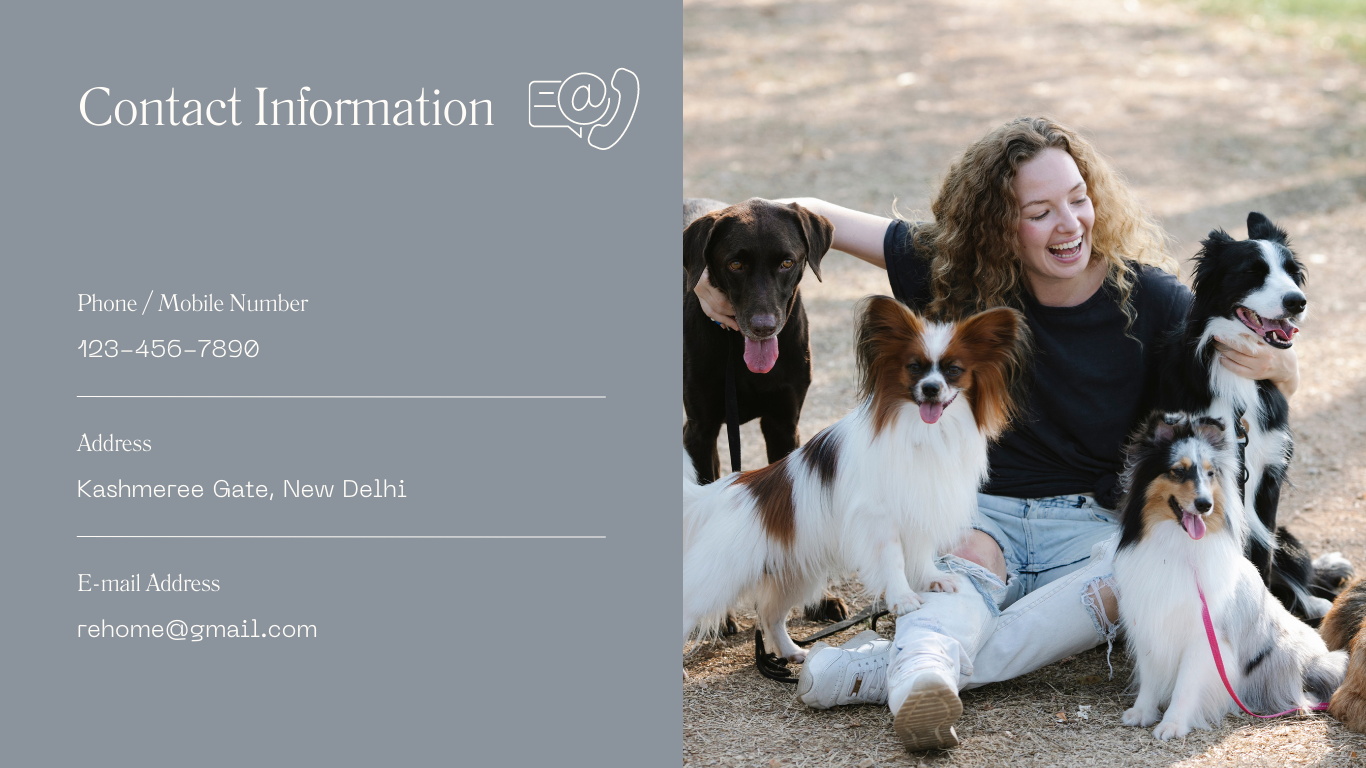 Contact Information
Phone / Mobile Number
123-456-7890
Address
Kashmeree Gate, New Delhi
E-mail Address
rehome@gmail.com